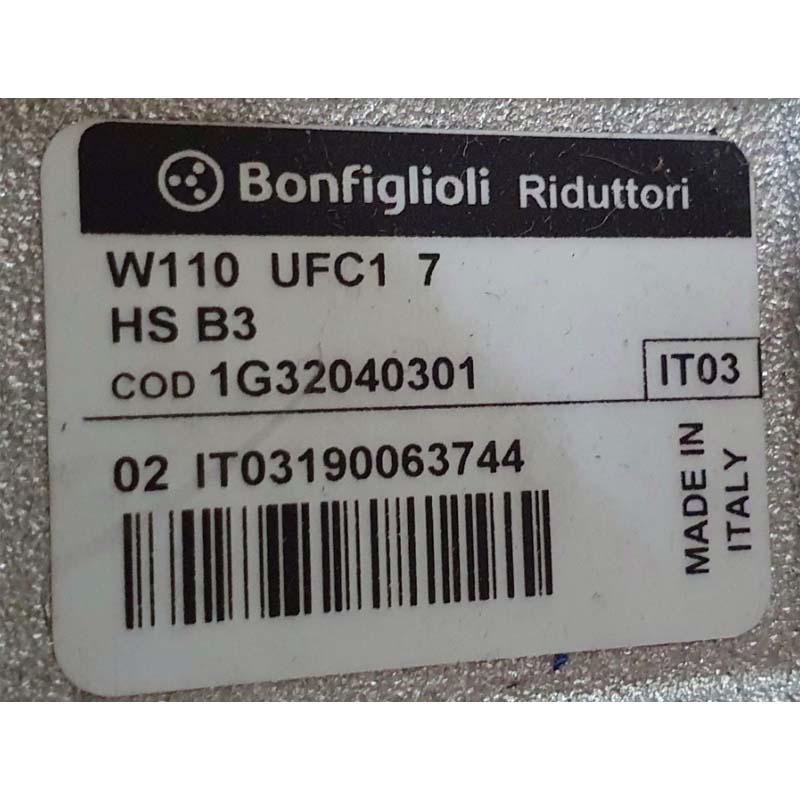 Bonfiglioli Riduttori
W110 UFC1 7
HS B3
COD 1G32040301
IT03
02 IT03190063744
MADE IN
ITALY